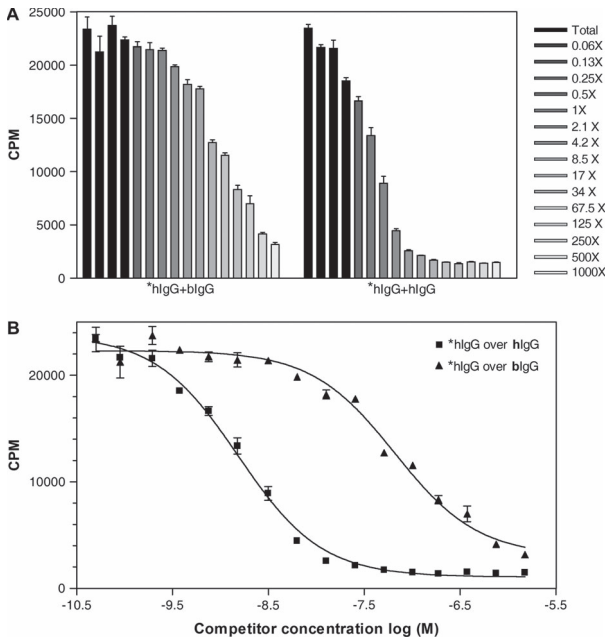 A
25000
20000
15000
10000
5000
0
CPM
*hIgG+bIgG
*hIgG+hIgG
Total
0.06X
0.13X
0.25X
0.5X
1X
2.1 X
4.2 X
8.5 X
17 X
34 X
67.5 X
125 X
250X
500X
1000X
B
*hIgG over hIgG
*hIgG over bIgG
20000
10000
0
CPM
-10.5
-9.5
-8.5
-7.5
-6.5
-5.5
Competitor concentration log (M)